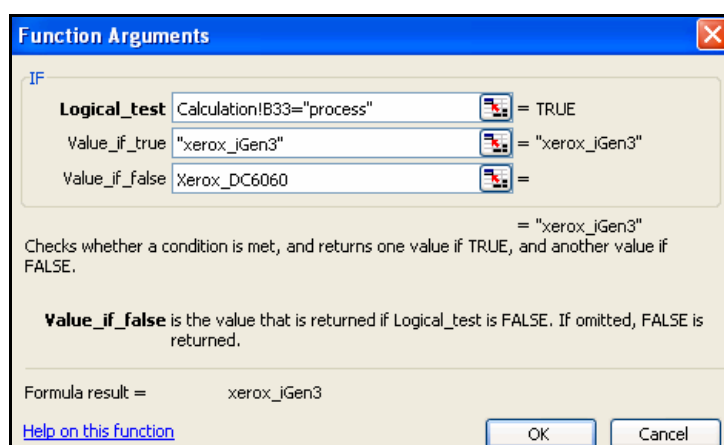 Function Arguments
IF
Logical_test Calculation!B33="process" = TRUE
Value_if_true "xerox_iGen3" = "xerox_iGen3"
Value_if_false Xerox_DC6060 =
= "xerox_iGen3"
Checks whether a condition is met, and returns one value if TRUE, and another value if
FALSE.
Value_if_false is the value that is returned if Logical_test is FALSE. If omitted, FALSE is
returned.
Formula result = xerox_iGen3
Help on this function OK Cancel